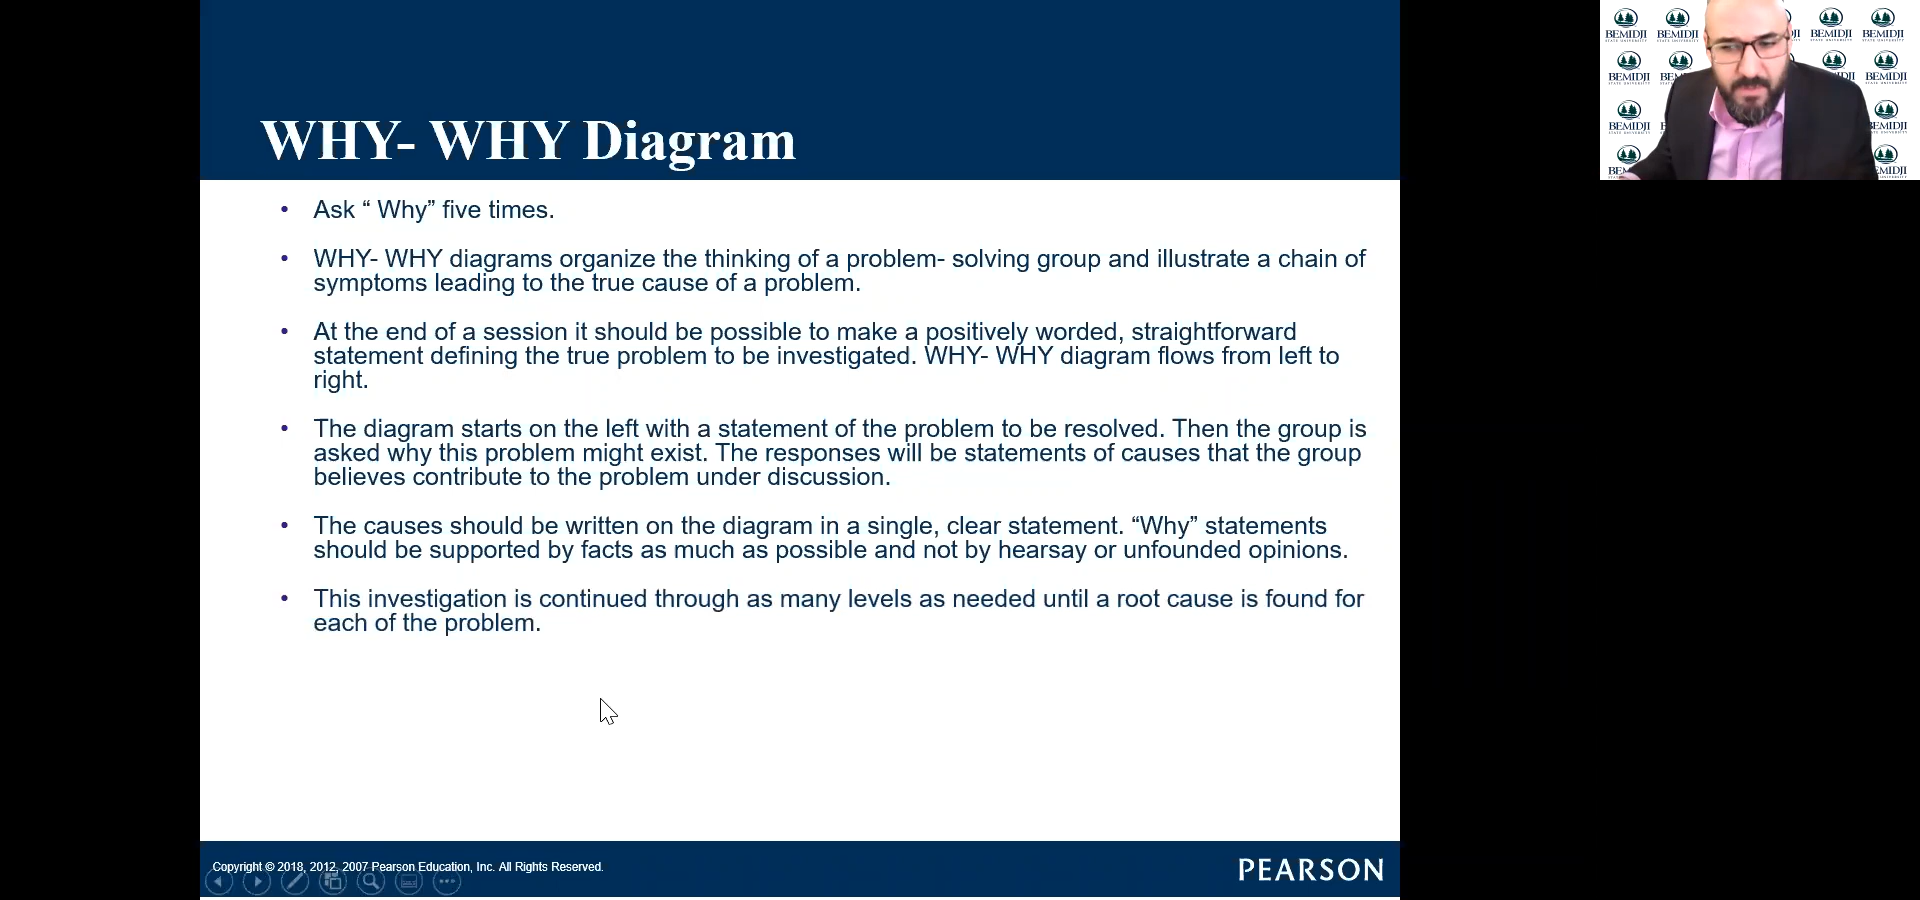 WHY- WHY Diagram
• Ask “ Why” five times.
• WHY- WHY diagrams organize the thinking of a problem- solving group and illustrate a chain of
symptoms leading to the true cause of a problem.
• At the end of a session it should be possible to make a positively worded, straightforward
statement defining the true problem to be investigated. WHY- WHY diagram flows from left to
right.
• The diagram starts on the left with a statement of the problem to be resolved. Then the group is
asked why this problem might exist. The responses will be statements of causes that the group
believes contribute to the problem under discussion.
• The causes should be written on the diagram in a single, clear statement. “Why” statements
should be supported by facts as much as possible and not by hearsay or unfounded opinions.
• This investigation is continued through as many levels as needed until a root cause is found for
each of the problem.
Copyright © 2018, 2012, 2007 Pearson Education, Inc. All Rights Reserved.
PEARSON
BEMIDJI BEMIDJI BEMIDJI BEMIDJI
BEMIDJI BEMIDJI
BEMIDJI